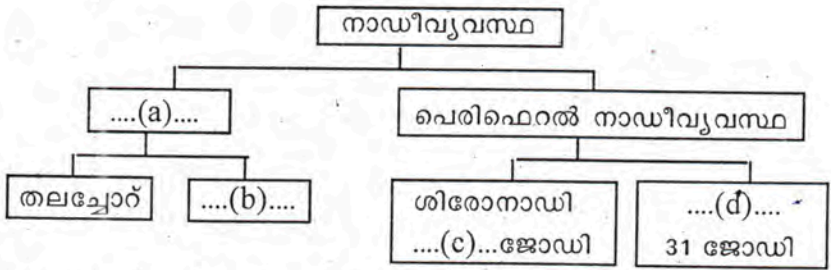 നാഡീവ്യവസ്ഥ
....(a)....
പെരിഫെറൽ നാഡീവ്യവസ്ഥ
തലച്ചോറ്
....(b)....
ശിരോനാഡി
....(c)...ജോഡി
....(d)....
31 ജോഡി